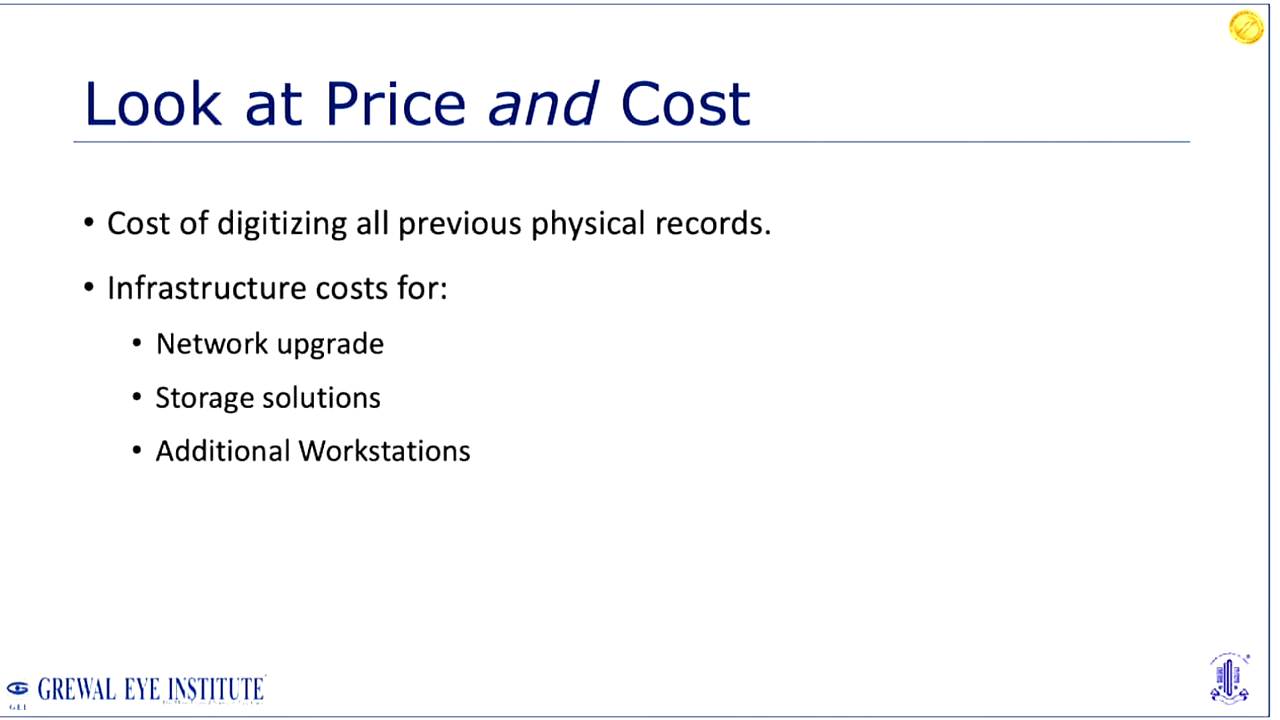 Look at Price and Cost
• Cost of digitizing all previous physical records.
• Infrastructure costs for:
• Network upgrade
• Storage solutions
• Additional Workstations
GREWAL EYE INSTITUTE
GEI